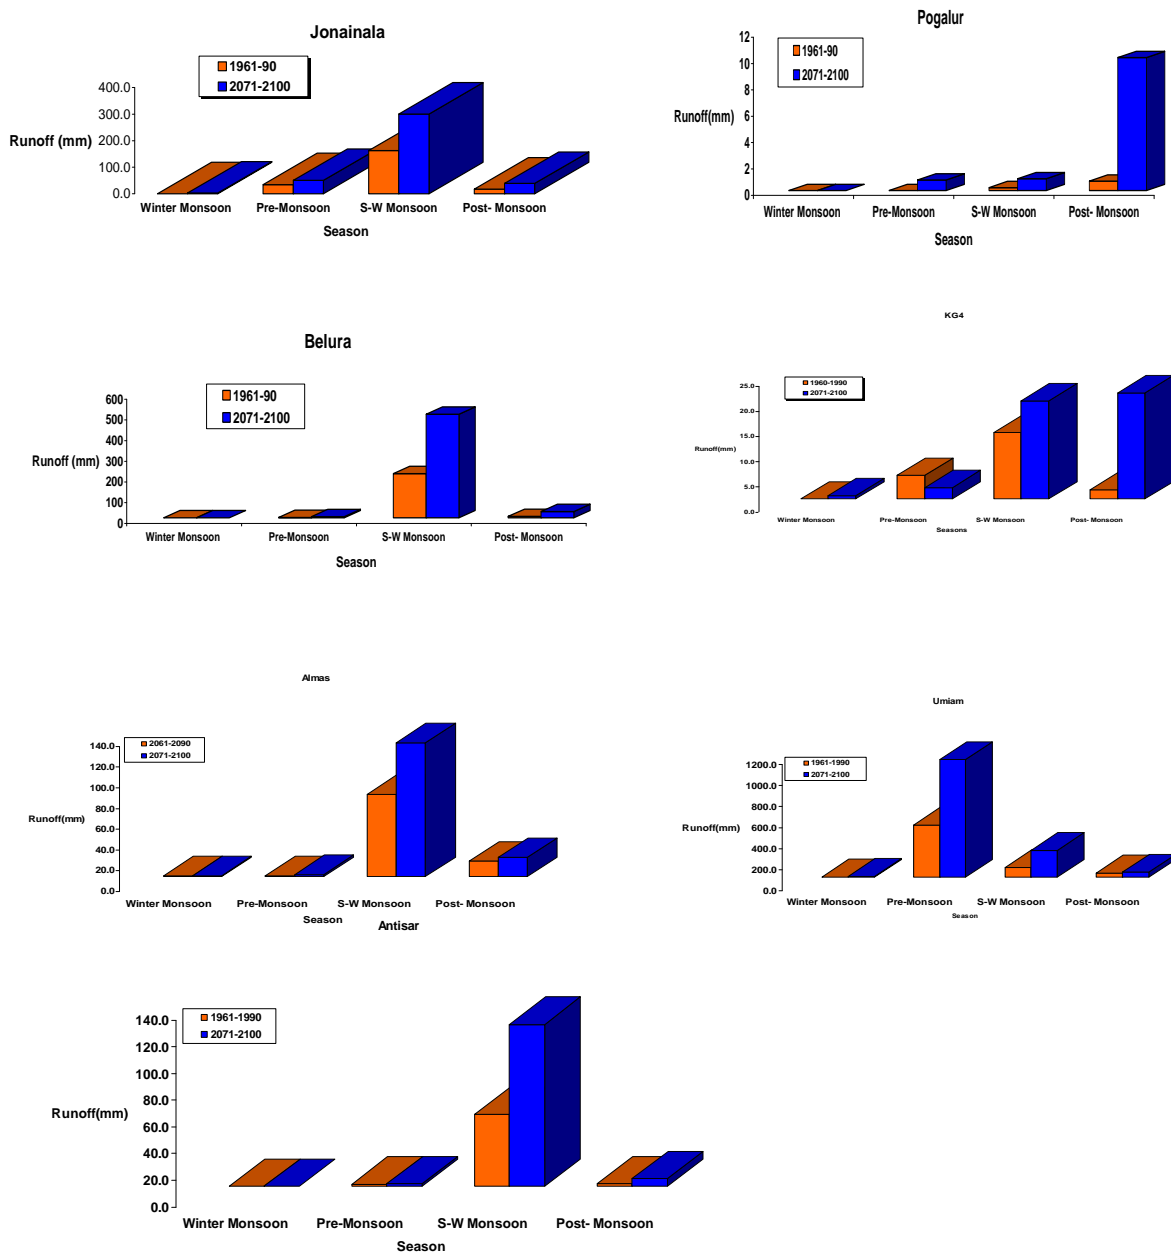 Jonainala
1961-90
2071-2100
400.0
300.0
200.0
100.0
0.0
Runoff (mm)
Winter Monsoon Pre-Monsoon S-W Monsoon Post- Monsoon
Season
Pogalur
1961-90
2071-2100
12
10
8
6
4
2
0
Runoff(mm)
Winter Monsoon Pre-Monsoon S-W Monsoon Post- Monsoon
Season
Belura
1961-90
2071-2100
600
500
400
300
200
100
0
Runoff (mm)
Winter Monsoon Pre-Monsoon S-W Monsoon Post- Monsoon
Season
KG4
1960-1990
2071-2100
25.0
20.0
15.0
10.0
5.0
0.0
Runoff(mm)
Winter Monsoon Pre-Monsoon S-W Monsoon Post- Monsoon
Seasons
Almas
2061-2090
2071-2100
140.0
120.0
100.0
80.0
60.0
40.0
20.0
0.0
Runoff(mm)
Winter Monsoon Pre-Monsoon S-W Monsoon Post- Monsoon
Season
Umiam
1961-1990
2071-2100
1200.0
1000.0
800.0
600.0
400.0
200.0
0.0
Runoff(mm)
Winter Monsoon Pre-Monsoon S-W Monsoon Post- Monsoon
Season
Antisar
1961-1990
2071-2100
140.0
120.0
100.0
80.0
60.0
40.0
20.0
0.0
Runoff(mm)
Winter Monsoon Pre-Monsoon S-W Monsoon Post- Monsoon
Season